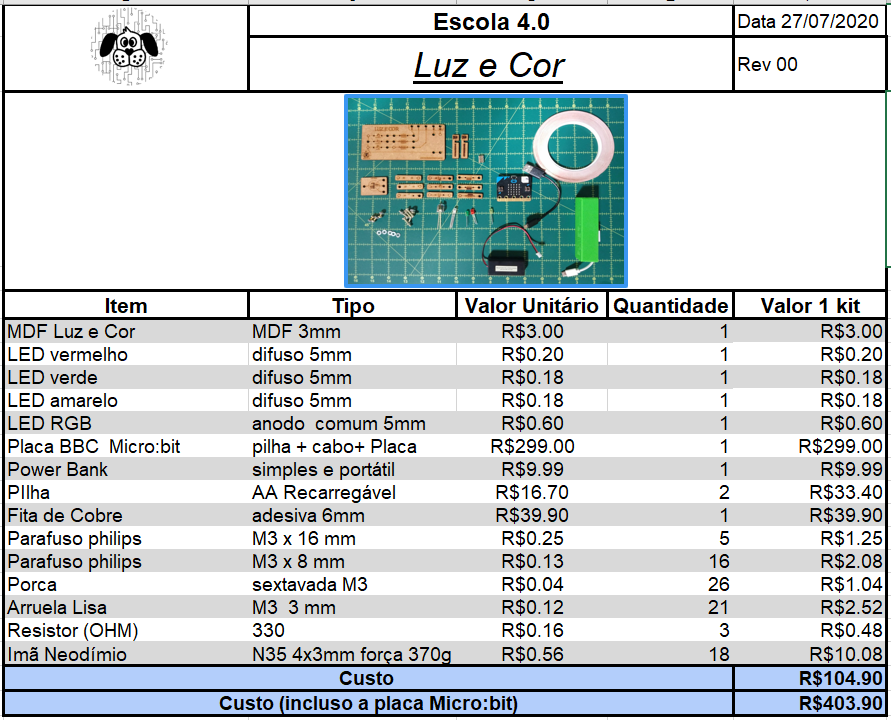 Escola 4.0
Data 27/07/2020
Luz e Cor
Rev 00
Item Tipo Valor Unitário Quantidade Valor 1 kit
MDF Luz e Cor MDF 3mm R$3.00 1 R$3.00
LED vermelho difuso 5mm R$0.20 1 R$0.20
LED verde difuso 5mm R$0.18 1 R$0.18
LED amarelo difuso 5mm R$0.18 1 R$0.18
LED RGB anodo comum 5mm R$0.60 1 R$0.60
Placa BBC Micro:bit pilha + cabo+ Placa R$299.00 1 R$299.00
Power Bank simples e portátil R$9.99 1 R$9.99
PIlha AA Recarregável R$16.70 2 R$33.40
Fita de Cobre adesiva 6mm R$39.90 1 R$39.90
Parafuso philips M3 x 16 mm R$0.25 5 R$1.25
Parafuso philips M3 x 8 mm R$0.13 16 R$2.08
Porca sextavada M3 R$0.04 26 R$1.04
Arruela Lisa M3 3 mm R$0.12 21 R$2.52
Resistor (OHM) 330 R$0.16 3 R$0.48
Imã Neodímio N35 4x3mm força 370g R$0.56 18 R$10.08
Custo R$104.90
Custo (incluso a placa Micro:bit) R$403.90